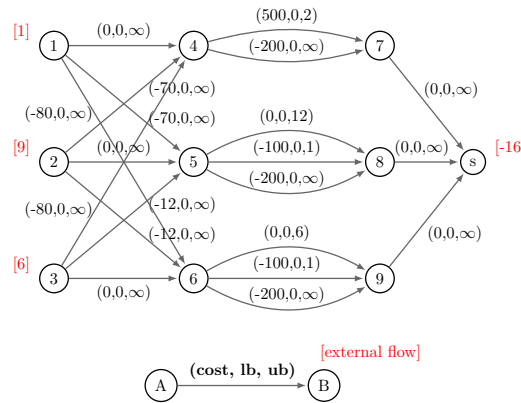 (500,0,2)
[1] 1 (0,0,∞) 4 (-200,0,∞) 7
(-70,0,∞)
(0,0,∞)
(-80,0,∞)
(-70,0,∞)
(0,0,12)
[9] 2 (0,0,∞) 5 (-100,0,1) 8 (0,0,∞) s [-16
(-200,0,∞)
(-80,0,∞)
(-12,0,∞)
(-12,0,∞)
(0,0,∞)
(0,0,6)
[6] 3 (0,0,∞) 6 (-100,0,1) 9
(-200,0,∞)
[external flow]
A (cost, lb, ub) B